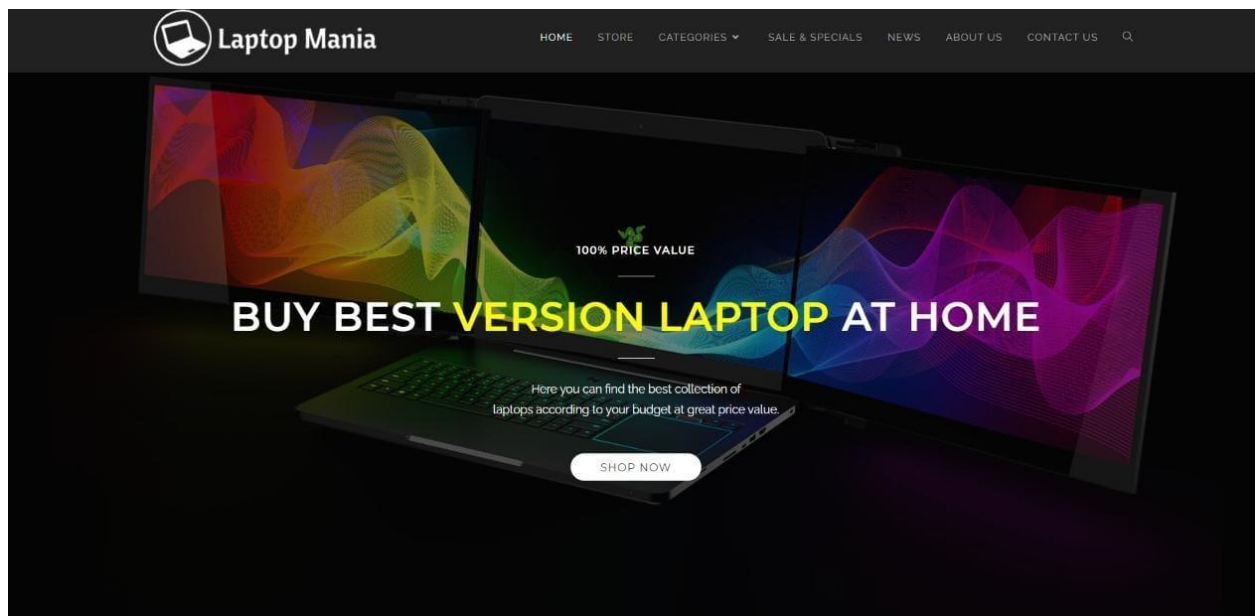 Laptop Mania
HOME STORE CATEGORIES SALE & SPECIALS NEWS ABOUT US CONTACT US
100% PRICE VALUE
BUY BEST VERSION LAPTOP AT HOME
Here you can find the best collection of
laptops according to your budget at great price value.
SHOP NOW